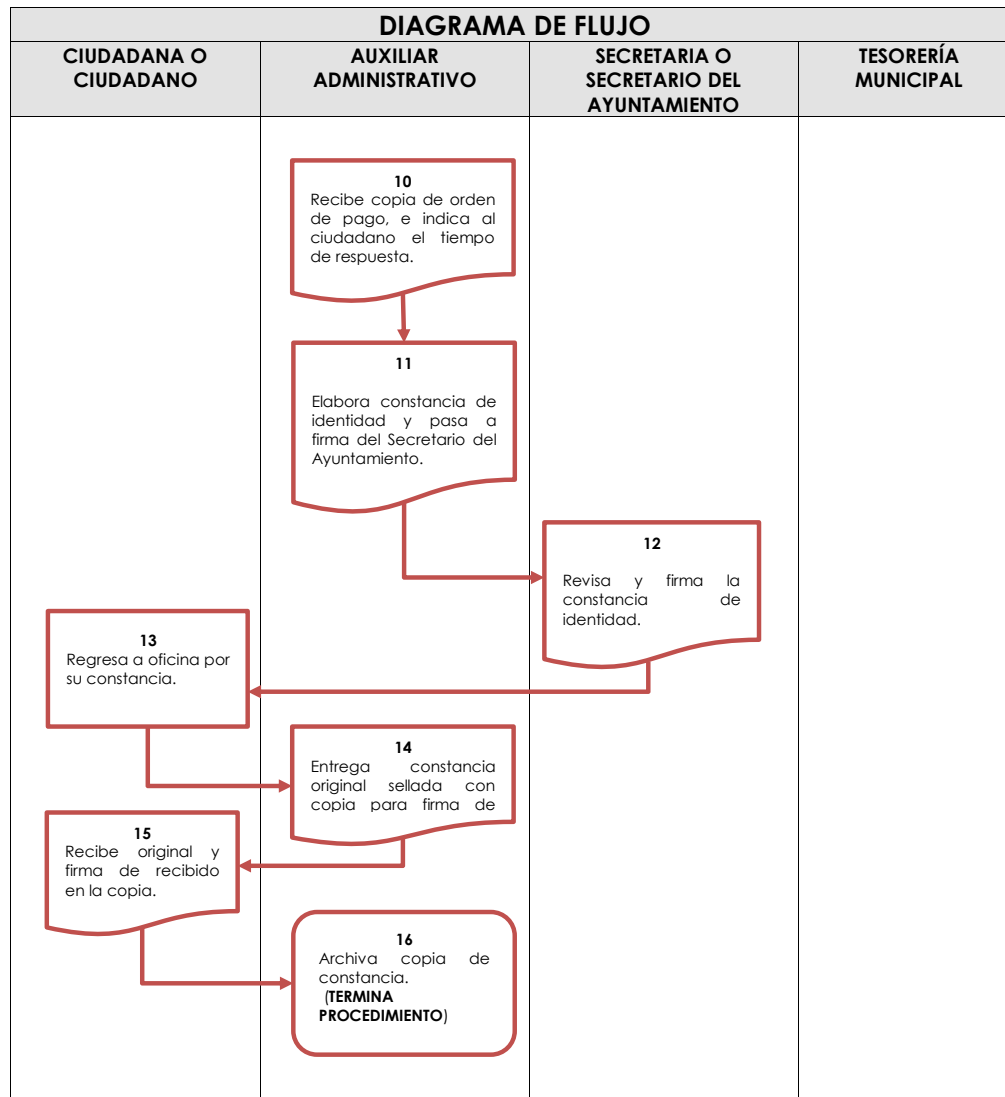 DIAGRAMA DE FLUJO
CIUDADANA O
CIUDADANO
AUXILIAR
ADMINISTRATIVO
SECRETARIA O
SECRETARIO DEL
AYUNTAMIENTO
TESORERÍA
MUNICIPAL
10
Recibe copia de orden
de pago, e indica al
ciudadano el tiempo
de respuesta.
11
Elabora constancia de
identidad y pasa a
firma del Secretario del
Ayuntamiento.
12
Revisa y firma la
constancia de
identidad.
13
Regresa a oficina por
su constancia.
14
Entrega constancia
original sellada con
copia para firma de
15
Recibe original y
firma de recibido
en la copia.
16
Archiva copia de
constancia.
(TERMINA
PROCEDIMIENTO)